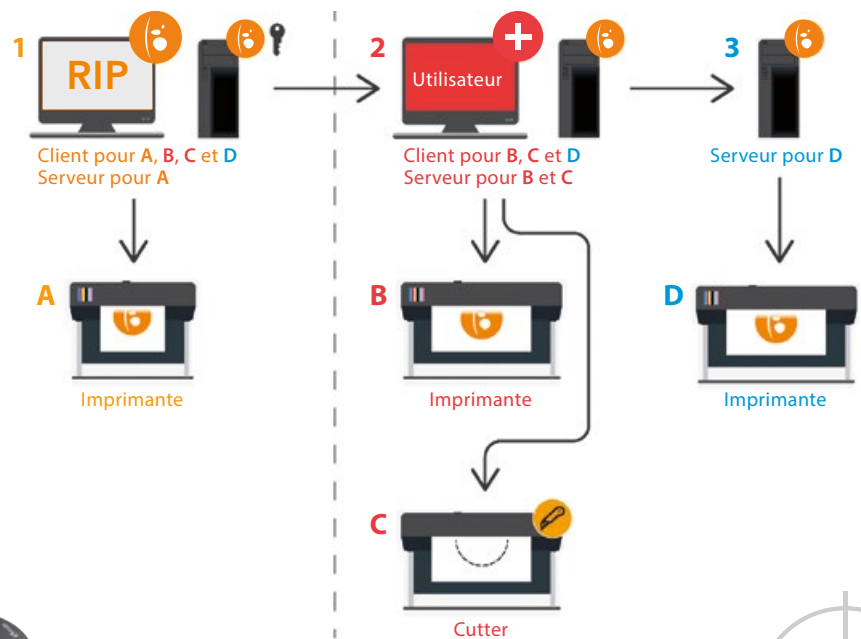 1
RIP
Client pour A, B, C et D
Serveur pour A
2
Utilisateur
Client pour B, C et D
Serveur pour B et C
3
Serveur pour D
A
Imprimante
B
Imprimante
D
Imprimante
C
Cutter